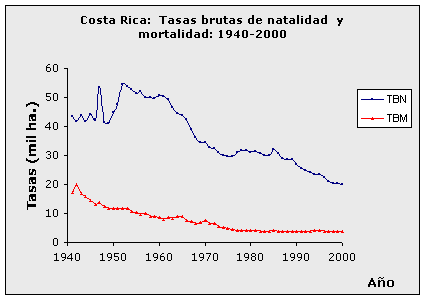 Costa Rica: Tasas brutas de natalidad y
mortalidad: 1940-2000
Tasas (mil ha.)
60
50
40
30
20
10
0
1940 1950 1960 1970 1980 1990 2000
Año
TBN
TBM